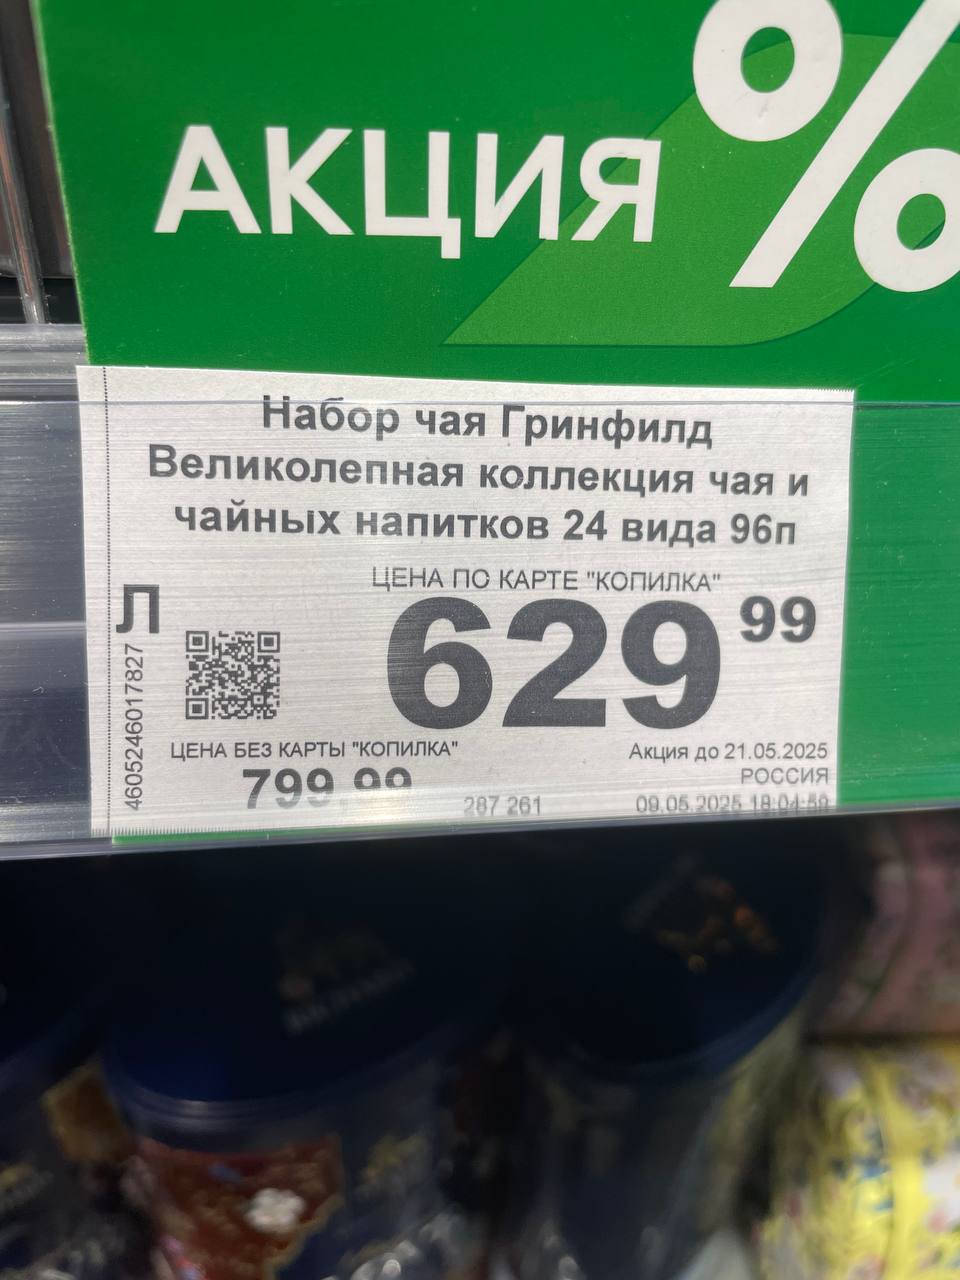 АКЦИЯ %
Набор чая Гринфилд
Великолепная коллекция чая и
чайных напитков 24 вида 96п
ЦЕНА ПО КАРТЕ "КОПИЛКА"
Л
629 99
4605246017827
ЦЕНА БЕЗ КАРТЫ "КОПИЛКА"
Акция до 21.05.2025
РОССИЯ
799,99
287 261
09.05.2025 18:04:59